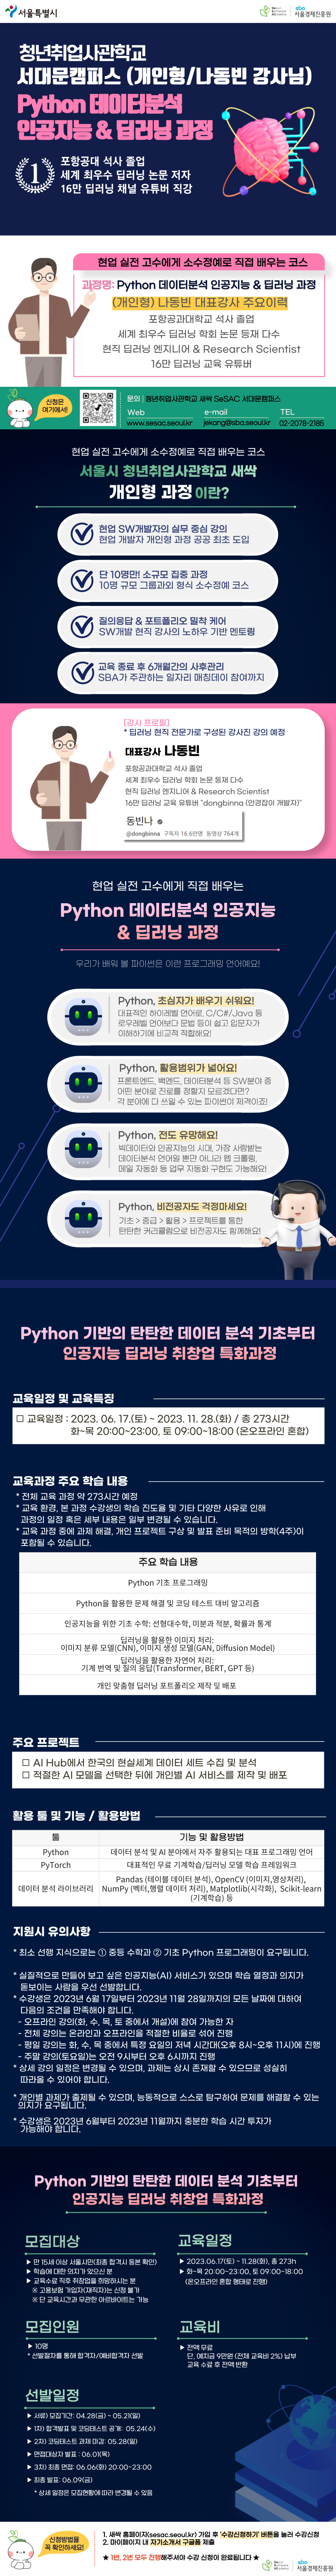 서울특별시
sba 서울경제진흥원
청년취업사관학교
서대문캠퍼스 (개인형/나동빈 강사님)
Python 데이터분석
인공지능 & 딥러닝 과정
1
포항공대 석사 졸업
세계 최우수 딥러닝 논문 저자
16만 딥러닝 채널 유튜버 직강
현업 실전 고수에게 소수정예로 직접 배우는 코스
과정명: Python 데이터분석 인공지능 & 딥러닝 과정
(개인형) 나동빈 대표강사 주요이력
포항공과대학교 석사 졸업
세계 최우수 딥러닝 학회 논문 등재 다수
현직 딥러닝 엔지니어 & Research Scientist
16만 딥러닝 교육 유튜버
신청은
여기에서!
문의 | 청년취업사관학교 새싹 SeSAC 서대문캠퍼스
Web e-mail TEL
www.sesac.seoul.kr jekang@sba.seoul.kr 02-2078-2185
현업 실전 고수에게 소수정예로 직접 배우는 코스
서울시 청년취업사관학교 새싹
개인형 과정 이란?
현업 SW개발자의 실무 중심 강의
현업 개발자 개인형 과정 공공 최초 도입
단 10명만! 소규모 집중 과정
10명 규모 그룹과외 형식 소수정예 코스
질의응답 & 포트폴리오 밀착 케어
SW개발 현직 강사의 노하우 기반 멘토링
교육 종료 후 6개월간의 사후관리
SBA가 주관하는 일자리 매칭데이 참여까지
[강사 프로필]
* 딥러닝 현직 전문가로 구성된 강사진 강의 예정
대표강사 나동빈
포항공과대학교 석사 졸업
세계 최우수 딥러닝 학회 논문 등재 다수
현직 딥러닝 엔지니어 & Research Scientist
16만 딥러닝 교육 유튜버 "dongbinna (안경잡이 개발자)"
동빈나
@dongbinna 구독자 16.6만명 동영상 764개
현업 실전 고수에게 직접 배우는
Python 데이터분석 인공지능
& 딥러닝 과정
우리가 배워 볼 파이썬은 이런 프로그래밍 언어예요!
Python, 초심자가 배우기 쉬워요!
대표적인 하이레벨 언어로, C/C#/Java 등
로우레벨 언어보다 문법 등이 쉽고 입문자가
이해하기에 비교적 적합해요!
Python, 활용범위가 넓어요!
프론트엔드, 백엔드, 데이터분석 등 SW분야 중
어떤 분야로 진로를 정할지 모르겠다면?
각 분야에 다 쓰일 수 있는 파이썬이 제격이죠!
Python, 전도 유망해요!
빅데이터와 인공지능의 시대, 가장 사랑받는
데이터분석 언어일 뿐만 아니라 웹 크롤링,
메일 자동화 등 업무 자동화 구현도 가능해요!
Python, 비전공자도 걱정마세요!
기초 > 중급 > 활용 > 프로젝트를 통한
탄탄한 커리큘럼으로 비전공자도 함께해요!
Python 기반의 탄탄한 데이터 분석 기초부터
인공지능 딥러닝 취창업 특화과정
교육일정 및 교육특징
□ 교육일정 : 2023. 06. 17.(토) ~ 2023. 11. 28.(화) / 총 273시간
화~목 20:00~23:00, 토 09:00~18:00 (온오프라인 혼합)
교육과정 주요 학습 내용
* 전체 교육 과정 약 273시간 예정
* 교육 환경, 본 과정 수강생의 학습 진도율 및 기타 다양한 사유로 인해
과정의 일정 혹은 세부 내용은 일부 변경될 수 있습니다.
* 교육 과정 중에 과제 해결, 개인 프로젝트 구상 및 발표 준비 목적의 방학(4주)이
포함될 수 있습니다.
주요 학습 내용
Python 기초 프로그래밍
Python을 활용한 문제 해결 및 코딩 테스트 대비 알고리즘
인공지능을 위한 기초 수학: 선형대수학, 미분과 적분, 확률과 통계
딥러닝을 활용한 이미지 처리:
이미지 분류 모델(CNN), 이미지 생성 모델(GAN, Diffusion Model)
딥러닝을 활용한 자연어 처리:
기계 번역 및 질의 응답(Transformer, BERT, GPT 등)
개인 맞춤형 딥러닝 포트폴리오 제작 및 배포
주요 프로젝트
□ AI Hub에서 한국의 현실세계 데이터 세트 수집 및 분석
□ 적절한 AI 모델을 선택한 뒤에 개인별 AI 서비스를 제작 및 배포
활용 툴 및 기능 / 활용방법
툴 기능 및 활용방법
Python 데이터 분석 및 AI 분야에서 자주 활용되는 대표 프로그래밍 언어
PyTorch 대표적인 무료 기계학습/딥러닝 모델 학습 프레임워크
데이터 분석 라이브러리 Pandas (테이블 데이터 분석), OpenCV (이미지,영상처리),
NumPy (벡터,행렬 데이터 처리), Matplotlib(시각화), Scikit-learn
(기계학습) 등
지원시 유의사항
* 최소 선행 지식으로는 ① 중등 수학과 ② 기초 Python 프로그래밍이 요구됩니다.
* 실질적으로 만들어 보고 싶은 인공지능(AI) 서비스가 있으며 학습 열정과 의지가
돋보이는 사람을 우선 선발합니다.
* 수강생은 2023년 6월 17일부터 2023년 11월 28일까지의 모든 날짜에 대하여
다음의 조건을 만족해야 합니다.
- 오프라인 강의(화, 수, 목, 토 중에서 개설)에 참여 가능한 자
- 전체 강의는 온라인과 오프라인을 적절한 비율로 섞어 진행
- 평일 강의는 화, 수, 목 중에서 특정 요일의 저녁 시간대(오후 8시~오후 11시)에 진행
- 주말 강의(토요일)는 오전 9시부터 오후 6시까지 진행
* 상세 강의 일정은 변경될 수 있으며, 과제는 상시 존재할 수 있으므로 성실히
따라올 수 있어야 합니다.
* 개인별 과제가 출제될 수 있으며, 능동적으로 스스로 탐구하여 문제를 해결할 수 있는
의지가 요구됩니다.
* 수강생은 2023년 6월부터 2023년 11월까지 충분한 학습 시간 투자가
가능해야 합니다.
Python 기반의 탄탄한 데이터 분석 기초부터
인공지능 딥러닝 취창업 특화과정
모집대상
▶ 만 15세 이상 서울시민(최종 합격시 등본 확인)
▶ 학습에 대한 의지가 있으신 분
▶ 교육수료 직후 취창업을 희망하시는 분
※ 고용보험 가입자(재직자)는 신청 불가
※ 단 교육시간과 무관한 아르바이트는 가능
교육일정
▶ 2023.06.17(토) ~ 11.28(화), 총 273h
▶ 화~목 20:00~23:00, 토 09:00~18:00
(온오프라인 혼합 형태로 진행)
모집인원
▶ 10명
* 선발절차를 통해 합격자/예비합격자 선발
교육비
▶ 전액 무료
단, 예치금 9만원 (전체 교육비 2%) 납부
교육 수료 후 전액 반환
선발일정
▶ 서류) 모집기간: 04.28(금) ~ 05.21(일)
▶ 1차) 합격발표 및 코딩테스트 공개: 05.24(수)
▶ 2차) 코딩테스트 과제 마감: 05.28(일)
▶ 면접대상자 발표 : 06.01(목)
▶ 3차) 최종 면접: 06.06(화) 20:00~23:00
▶ 최종 발표: 06.09(금)
* 상세 일정은 모집현황에 따라 변경될 수 있음
신청방법을
꼭 확인하세요!
1. 새싹 홈페이지(sesac.seoul.kr) 가입 후 '수강신청하기' 버튼을 눌러 수강신청
2. 마이페이지 내 자기소개서 구글폼 제출
★ 1번, 2번 모두 진행해주셔야 수강 신청이 완료됩니다 ★
sba 서울경제진흥원